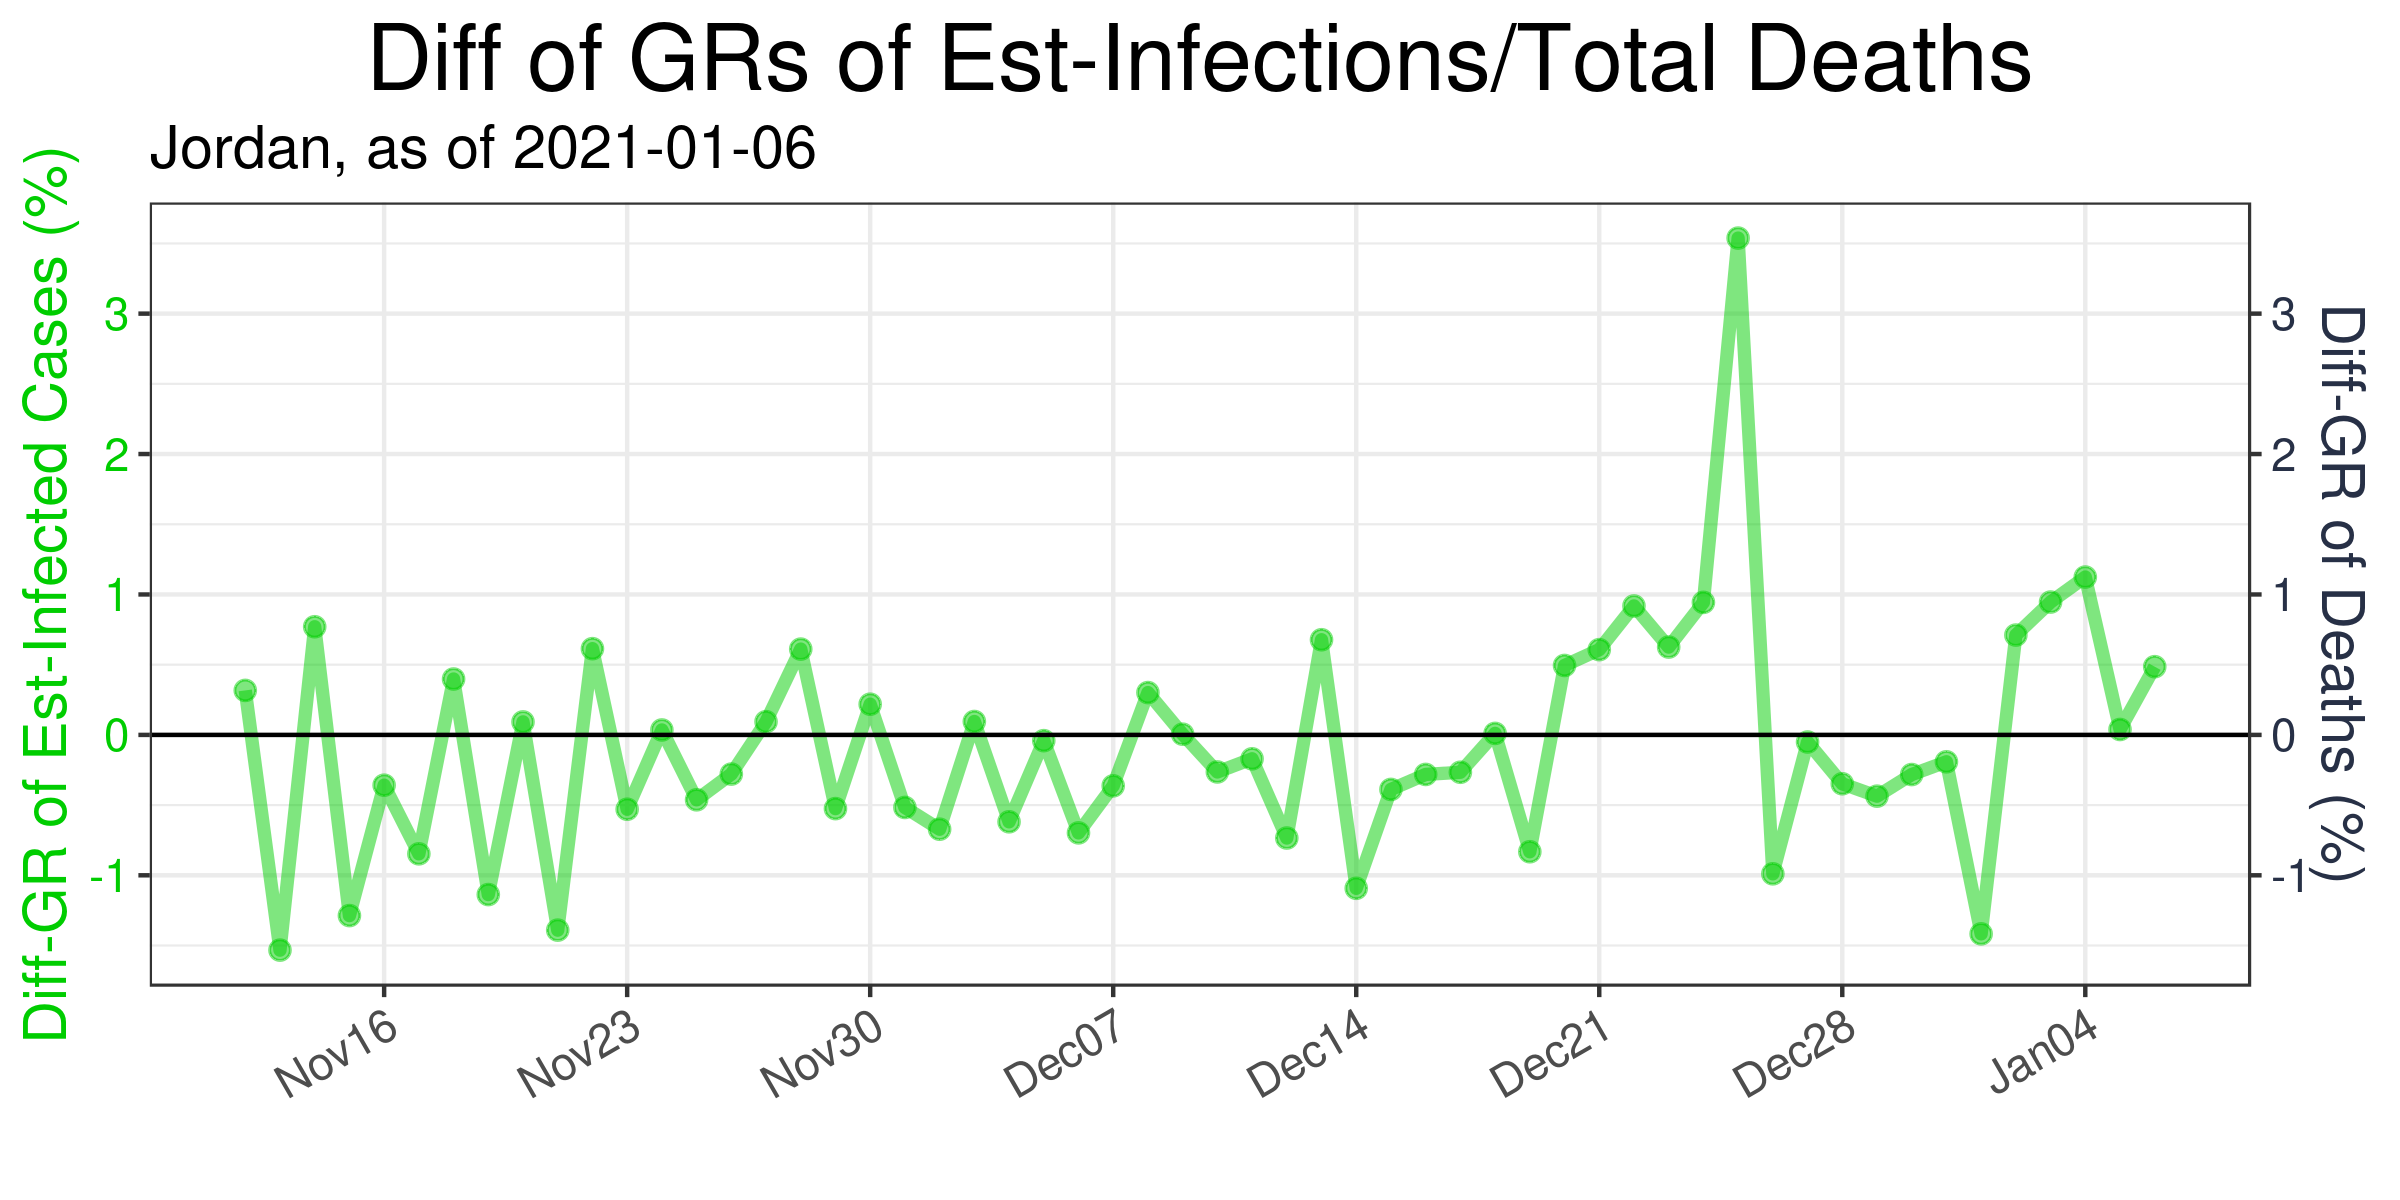 Diff of GRs of Est-Infections/Total Deaths
Jordan, as of 2021-01-06
Diff-GR of Est-Infected Cases (%)
3
2
1
0
-1
3
2
1
0
-1
Diff-GR of Deaths (%)
Nov16
Nov23
Nov30
Dec07
Dec14
Dec21
Dec28
Jan04